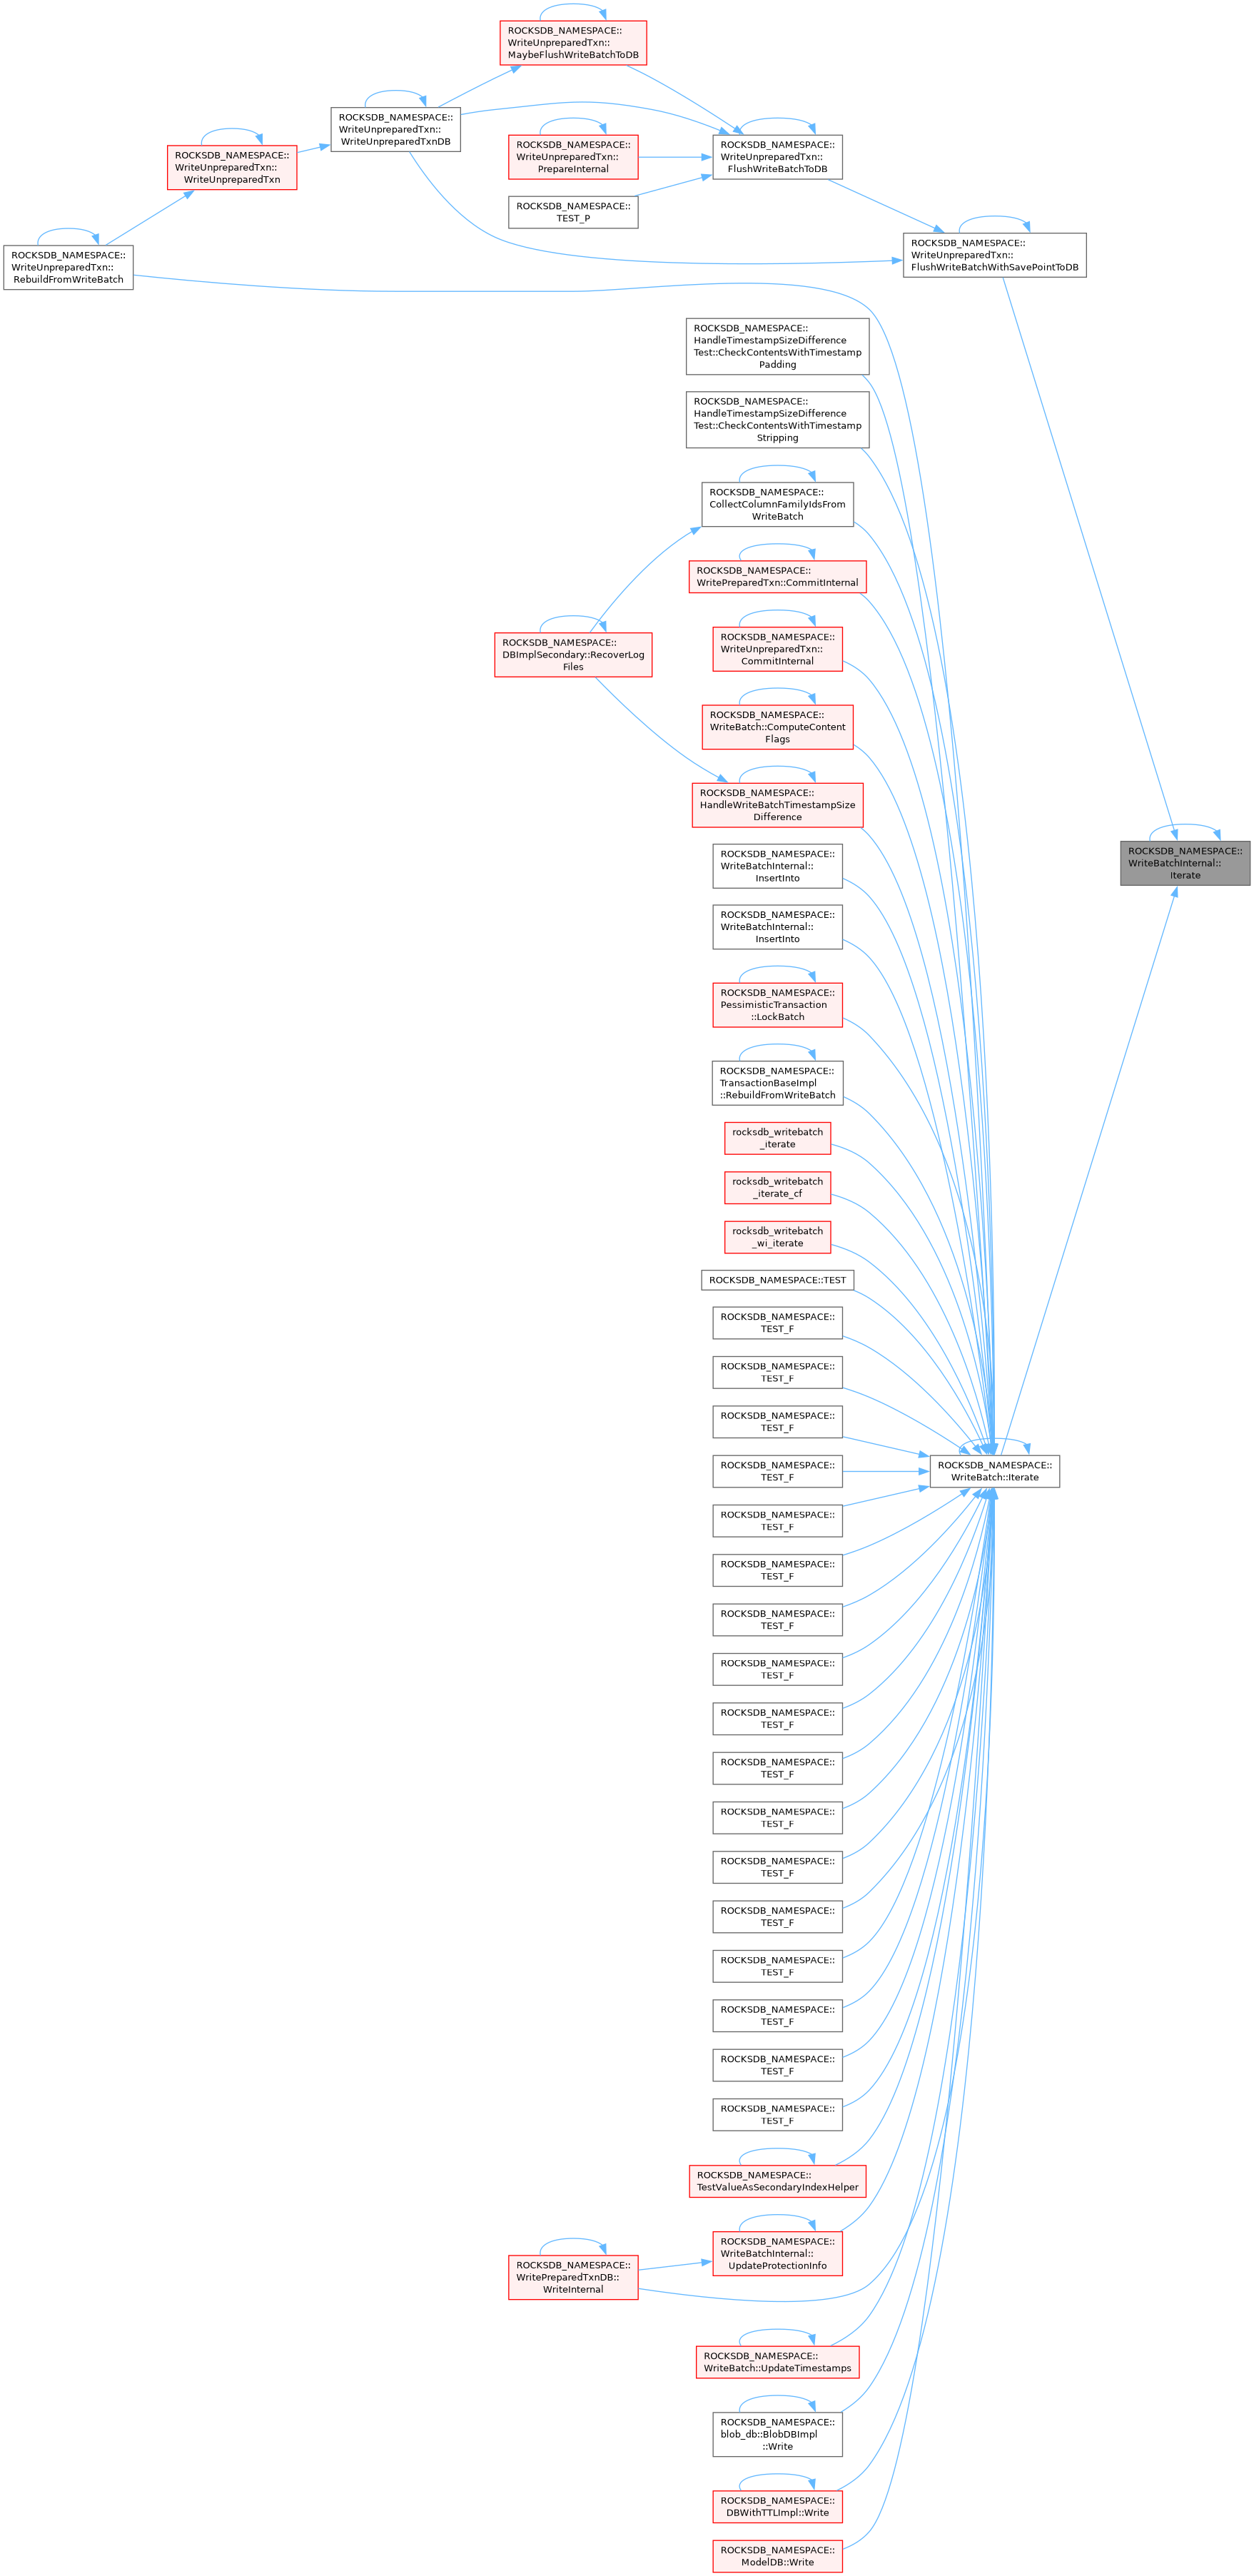 ROCKSDB_NAMESPACE::
WriteUnpreparedTxn::
MaybeFlushWriteBatchToDB
ROCKSDB_NAMESPACE::
WriteUnpreparedTxn::
WriteUnpreparedTxnDB
ROCKSDB_NAMESPACE::
WriteUnpreparedTxn::
PrepareInternal
ROCKSDB_NAMESPACE::
WriteUnpreparedTxn::
FlushWriteBatchToDB
ROCKSDB_NAMESPACE::
WriteUnpreparedTxn::
WriteUnpreparedTxn
ROCKSDB_NAMESPACE::
TEST_P
ROCKSDB_NAMESPACE::
WriteUnpreparedTxn::
FlushWriteBatchWithSavePointToDB
ROCKSDB_NAMESPACE::
WriteUnpreparedTxn::
RebuildFromWriteBatch
ROCKSDB_NAMESPACE::
HandleTimestampSizeDifference
Test::CheckContentsWithTimestamp
Padding
ROCKSDB_NAMESPACE::
HandleTimestampSizeDifference
Test::CheckContentsWithTimestamp
Stripping
ROCKSDB_NAMESPACE::
CollectColumnFamilyIdsFrom
WriteBatch
ROCKSDB_NAMESPACE::
WritePreparedTxn::CommitInternal
ROCKSDB_NAMESPACE::
WriteUnpreparedTxn::
CommitInternal
ROCKSDB_NAMESPACE::
DBImplSecondary::RecoverLog
Files
ROCKSDB_NAMESPACE::
WriteBatch::ComputeContent
Flags
ROCKSDB_NAMESPACE::
HandleWriteBatchTimestampSize
Difference
ROCKSDB_NAMESPACE::
WriteBatchInternal::
InsertInto
ROCKSDB_NAMESPACE::
WriteBatchInternal::
Iterate
ROCKSDB_NAMESPACE::
WriteBatchInternal::
InsertInto
ROCKSDB_NAMESPACE::
PessimisticTransaction
::LockBatch
ROCKSDB_NAMESPACE::
TransactionBaseImpl
::RebuildFromWriteBatch
rocksdb_writebatch
_iterate
rocksdb_writebatch
_iterate_cf
rocksdb_writebatch
_wi_iterate
ROCKSDB_NAMESPACE::TEST
ROCKSDB_NAMESPACE::
TEST_F
ROCKSDB_NAMESPACE::
TEST_F
ROCKSDB_NAMESPACE::
TEST_F
ROCKSDB_NAMESPACE::
TEST_F
ROCKSDB_NAMESPACE::
WriteBatch::Iterate
ROCKSDB_NAMESPACE::
TEST_F
ROCKSDB_NAMESPACE::
TEST_F
ROCKSDB_NAMESPACE::
TEST_F
ROCKSDB_NAMESPACE::
TEST_F
ROCKSDB_NAMESPACE::
TEST_F
ROCKSDB_NAMESPACE::
TEST_F
ROCKSDB_NAMESPACE::
TEST_F
ROCKSDB_NAMESPACE::
TEST_F
ROCKSDB_NAMESPACE::
TEST_F
ROCKSDB_NAMESPACE::
TEST_F
ROCKSDB_NAMESPACE::
TEST_F
ROCKSDB_NAMESPACE::
TEST_F
ROCKSDB_NAMESPACE::
TEST_F
ROCKSDB_NAMESPACE::
TestValueAsSecondaryIndexHelper
ROCKSDB_NAMESPACE::
WriteBatchInternal::
UpdateProtectionInfo
ROCKSDB_NAMESPACE::
WritePreparedTxnDB::
WriteInternal
ROCKSDB_NAMESPACE::
WriteBatch::UpdateTimestamps
ROCKSDB_NAMESPACE::
blob_db::BlobDBImpl
::Write
ROCKSDB_NAMESPACE::
DBWithTTLImpl::Write
ROCKSDB_NAMESPACE::
ModelDB::Write